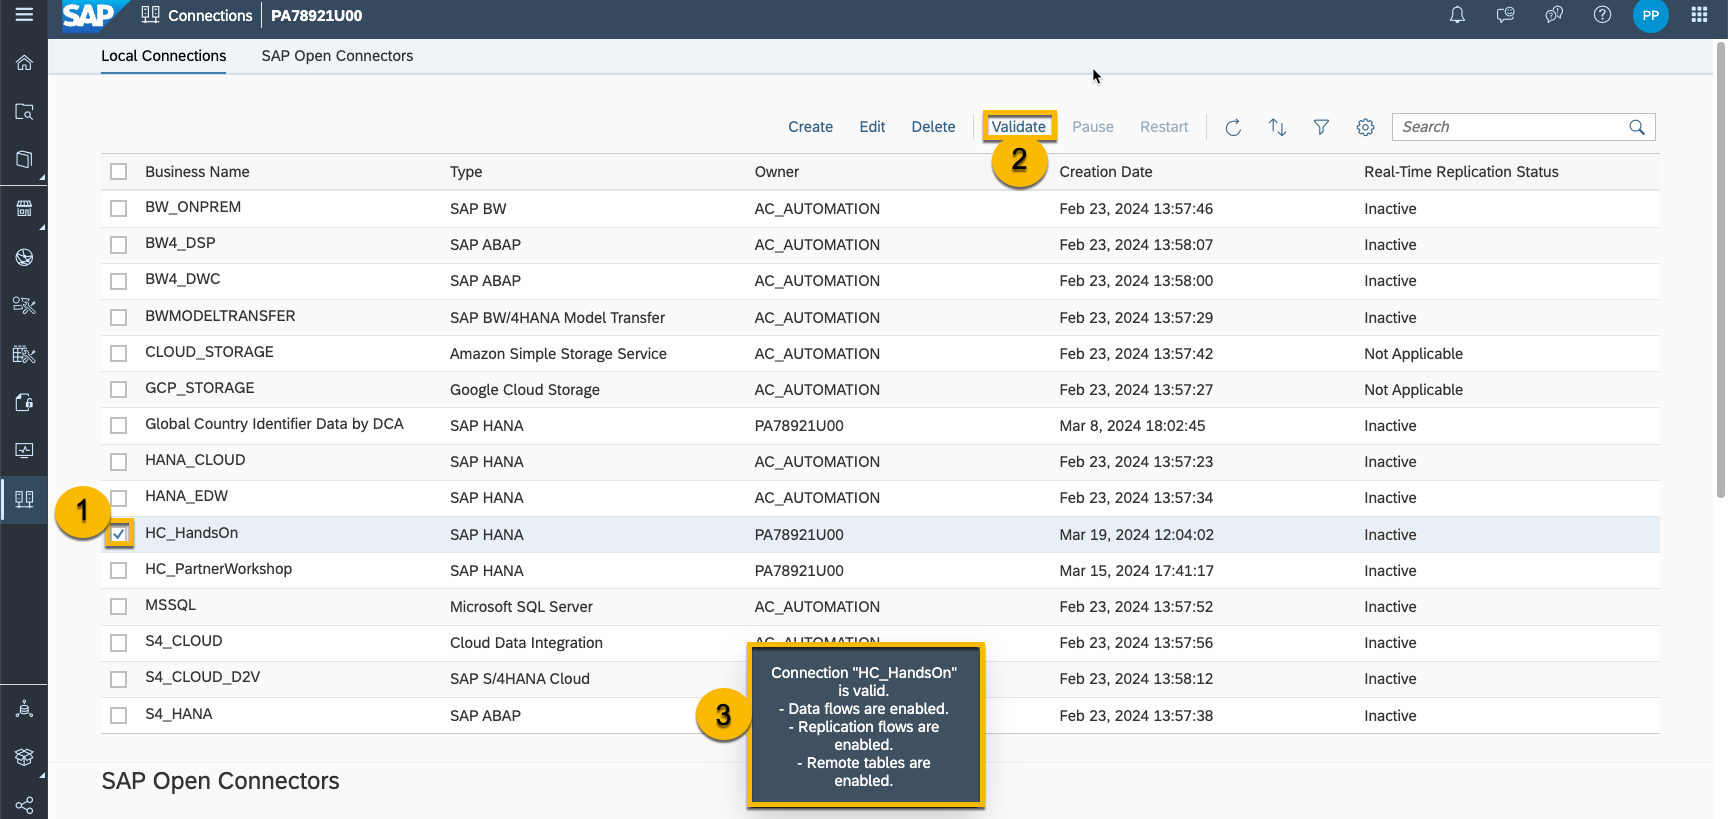 SAP Connections PA78921U00 PP
Local Connections SAP Open Connectors
Create Edit Delete Validate Pause Restart Search
2
Business Name Type Owner Creation Date Real-Time Replication Status
BW_ONPREM SAP BW AC_AUTOMATION Feb 23, 2024 13:57:46 Inactive
BW4_DSP SAP ABAP AC_AUTOMATION Feb 23, 2024 13:58:07 Inactive
BW4_DWC SAP ABAP AC_AUTOMATION Feb 23, 2024 13:58:00 Inactive
BWMODELTRANSFER SAP BW/4HANA Model Transfer AC_AUTOMATION Feb 23, 2024 13:57:29 Inactive
CLOUD_STORAGE Amazon Simple Storage Service AC_AUTOMATION Feb 23, 2024 13:57:42 Not Applicable
GCP_STORAGE Google Cloud Storage AC_AUTOMATION Feb 23, 2024 13:57:27 Not Applicable
Global Country Identifier Data by DCA SAP HANA PA78921U00 Mar 8, 2024 18:02:45 Inactive
HANA_CLOUD SAP HANA AC_AUTOMATION Feb 23, 2024 13:57:23 Inactive
HANA_EDW SAP HANA AC_AUTOMATION Feb 23, 2024 13:57:34 Inactive
1
HC_HandsOn SAP HANA PA78921U00 Mar 19, 2024 12:04:02 Inactive
HC_PartnerWorkshop SAP HANA PA78921U00 Mar 15, 2024 17:41:17 Inactive
MSSQL Microsoft SQL Server AC_AUTOMATION Feb 23, 2024 13:57:52 Inactive
S4_CLOUD Cloud Data Integration AC_AUTOMATION Feb 23, 2024 13:57:56 Inactive
S4_CLOUD_D2V SAP S/4HANA Cloud Feb 23, 2024 13:58:12 Inactive
S4_HANA SAP ABAP Feb 23, 2024 13:57:38 Inactive
3
Connection "HC_HandsOn"
is valid.
- Data flows are enabled.
- Replication flows are
enabled.
- Remote tables are
enabled.
SAP Open Connectors